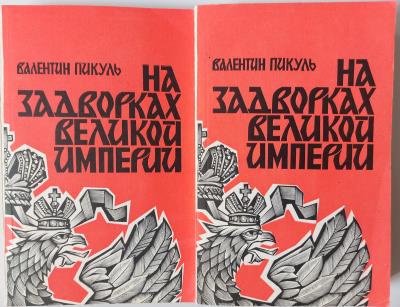 ВАЛЕНТИН ПИКУЛЬ
НА
ЗАДВОРКАХ
ВЕЛИКОЙ
ИМПЕРИИ
ВАЛЕНТИН ПИКУЛЬ
НА
ЗАДВОРКАХ
ВЕЛИКОЙ
ИМПЕРИИ